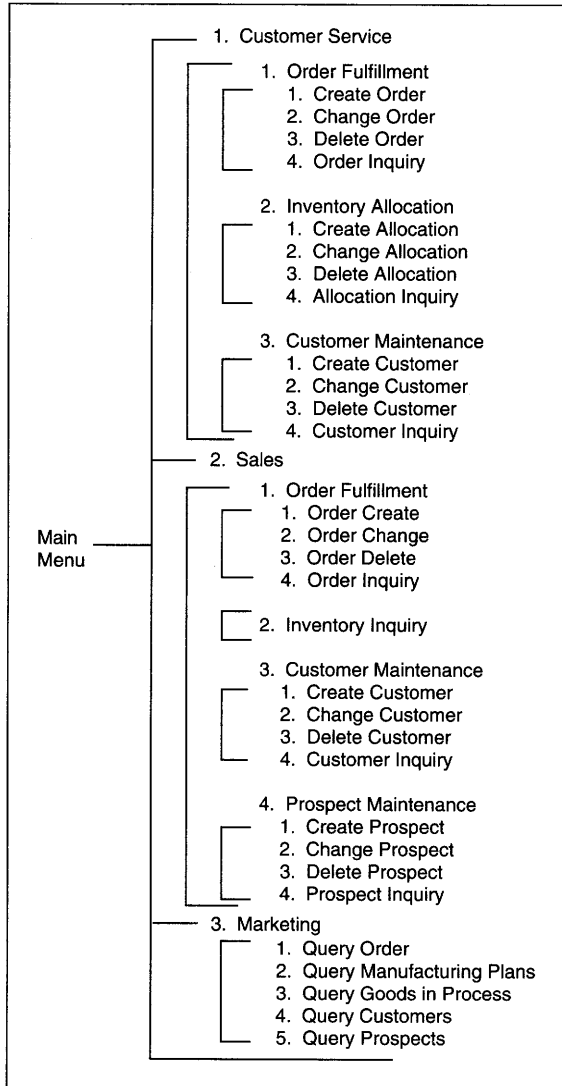 1. Customer Service
1. Order Fulfillment
1. Create Order
2. Change Order
3. Delete Order
4. Order Inquiry
2. Inventory Allocation
1. Create Allocation
2. Change Allocation
3. Delete Allocation
4. Allocation Inquiry
3. Customer Maintenance
1. Create Customer
2. Change Customer
3. Delete Customer
4. Customer Inquiry
2. Sales
1. Order Fulfillment
1. Order Create
2. Order Change
3. Order Delete
4. Order Inquiry
Main
Menu
2. Inventory Inquiry
3. Customer Maintenance
1. Create Customer
2. Change Customer
3. Delete Customer
4. Customer Inquiry
4. Prospect Maintenance
1. Create Prospect
2. Change Prospect
3. Delete Prospect
4. Prospect Inquiry
3. Marketing
1. Query Order
2. Query Manufacturing Plans
3. Query Goods in Process
4. Query Customers
5. Query Prospects